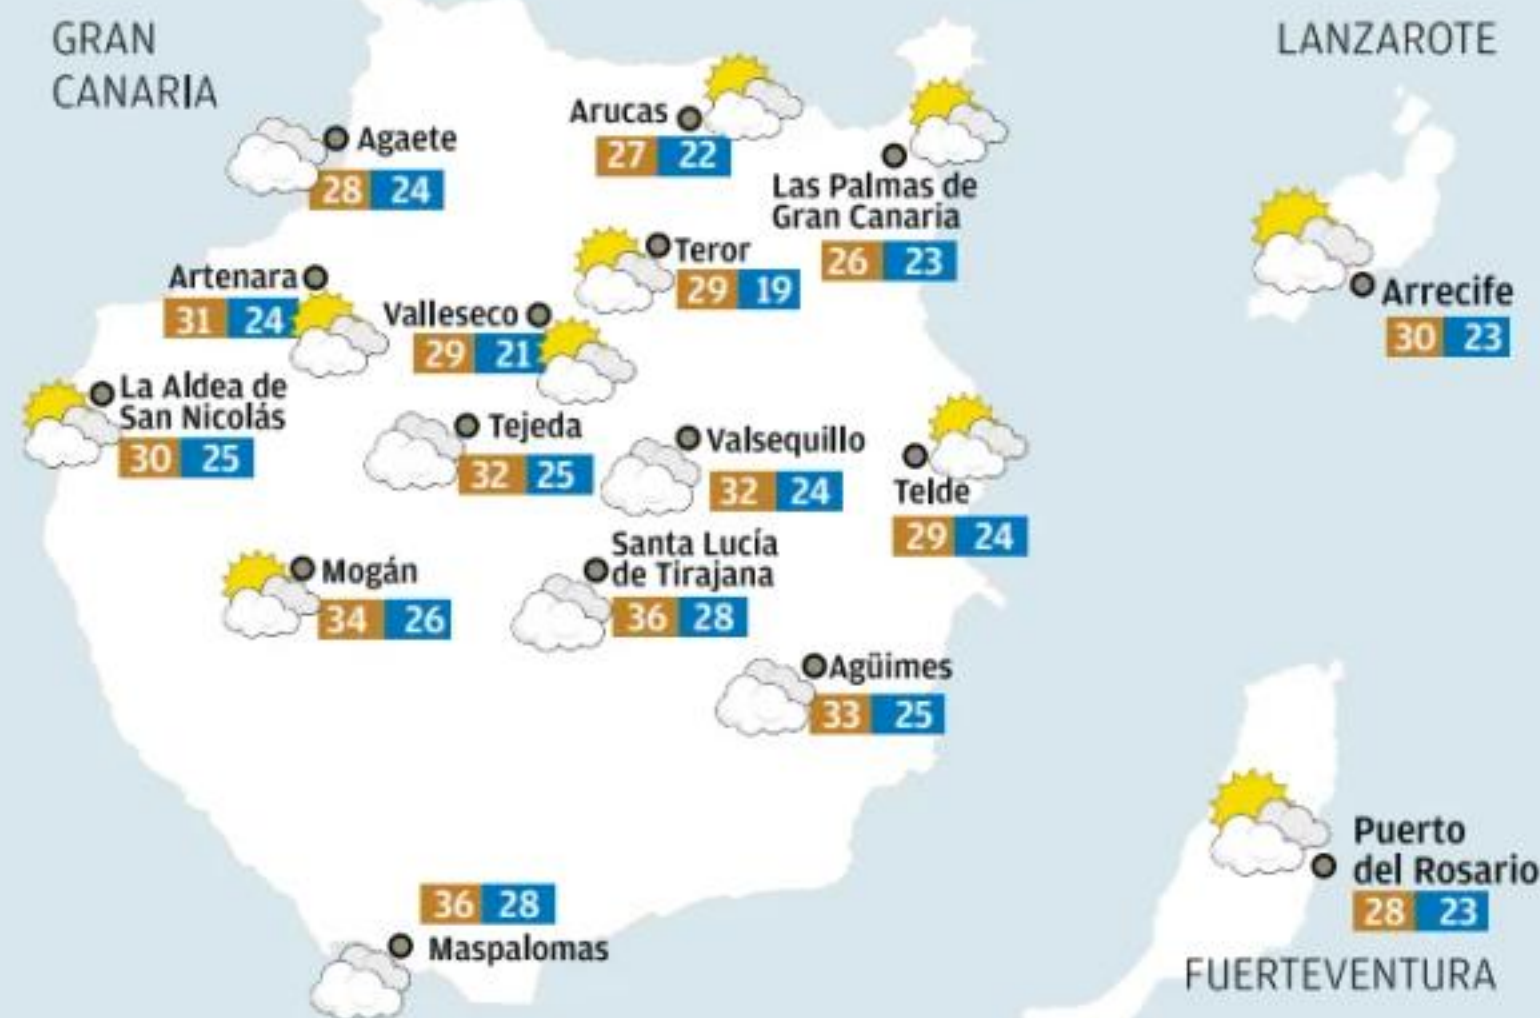 GRAN
CANARIA
LANZAROTE
Agaete
28 24
Arucas
27 22
Las Palmas de
Gran Canaria
26 23
Teror
29 19
Artenara
31 24
Valleseco
29 21
Arrecife
30 23
La Aldea de
San Nicolás
30 25
Tejeda
32 25
Valsequillo
32 24
Telde
29 24
Mogán
34 26
Santa Lucía
de Tirajana
36 28
Agüimes
33 25
Puerto
del Rosario
28 23
36 28
Maspalomas
FUERTEVENTURA